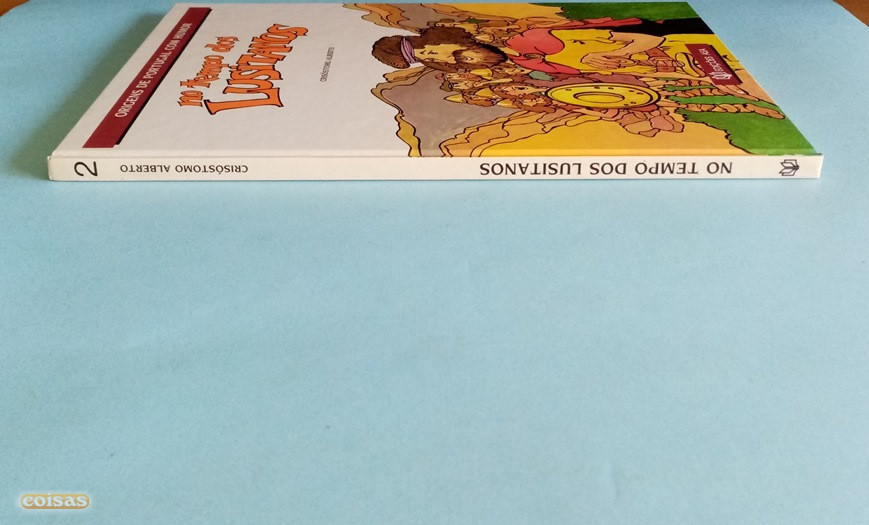 ORIGENS DE PORTUGAL COM HUMOR
no tempo dos
LUSITANOS
CRISÓSTOMO ALBERTO
2
CRISÓSTOMO ALBERTO
NO TEMPO DOS LUSITANOS
coisas